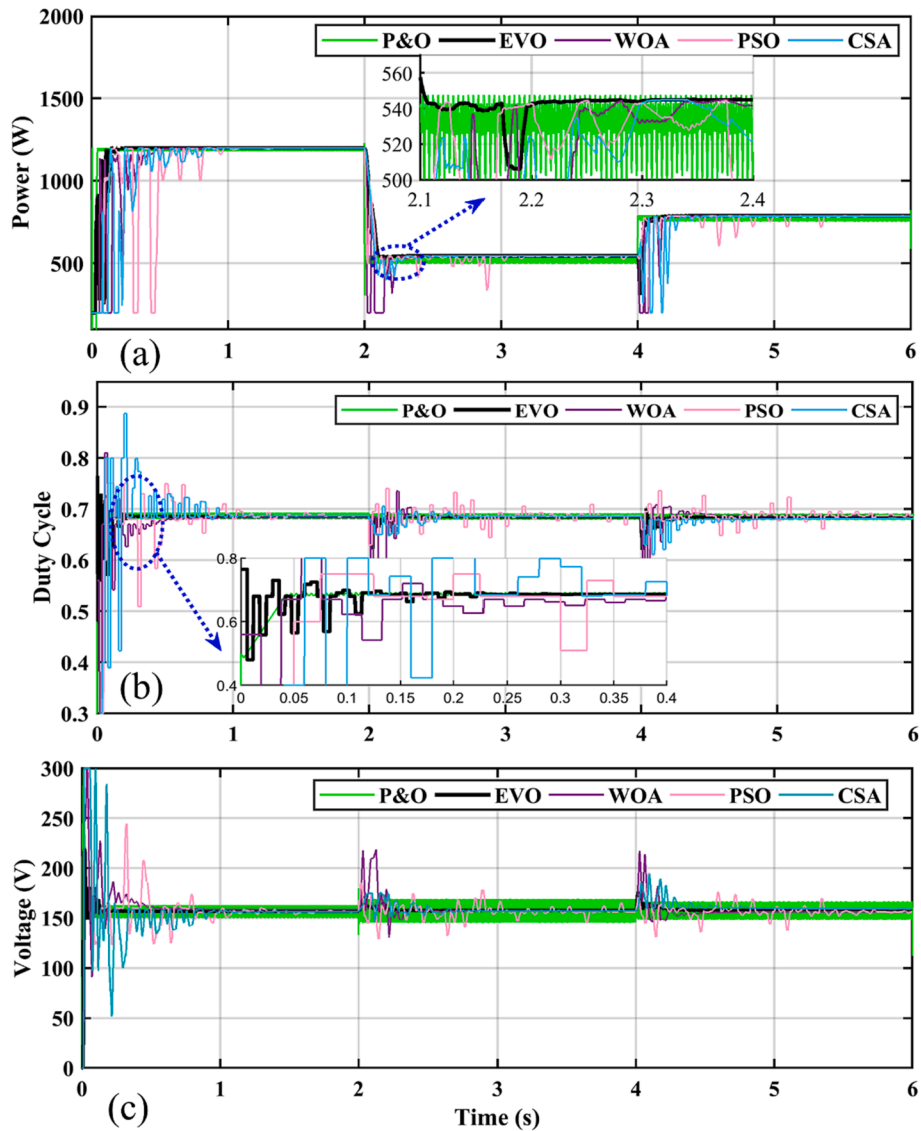 2000
P&O EVO WOA PSO CSA
560
1500
540
520
500
2.1 2.2 2.3 2.4
1000
500
Power (W)
(a)
0 1 2 3 4 5 6
0.9
P&O EVO WOA PSO CSA
0.8
0.7
0.6
0.8
0.6
0.4
0 0.05 0.1 0.15 0.2 0.25 0.3 0.35 0.4
0.5
0.4
0.3
Duty Cycle
(b)
0 1 2 3 4 5 6
300
P&O EVO WOA PSO CSA
250
200
150
100
50
0
Voltage (V)
(c)
0 1 2 3 4 5 6
Time (s)